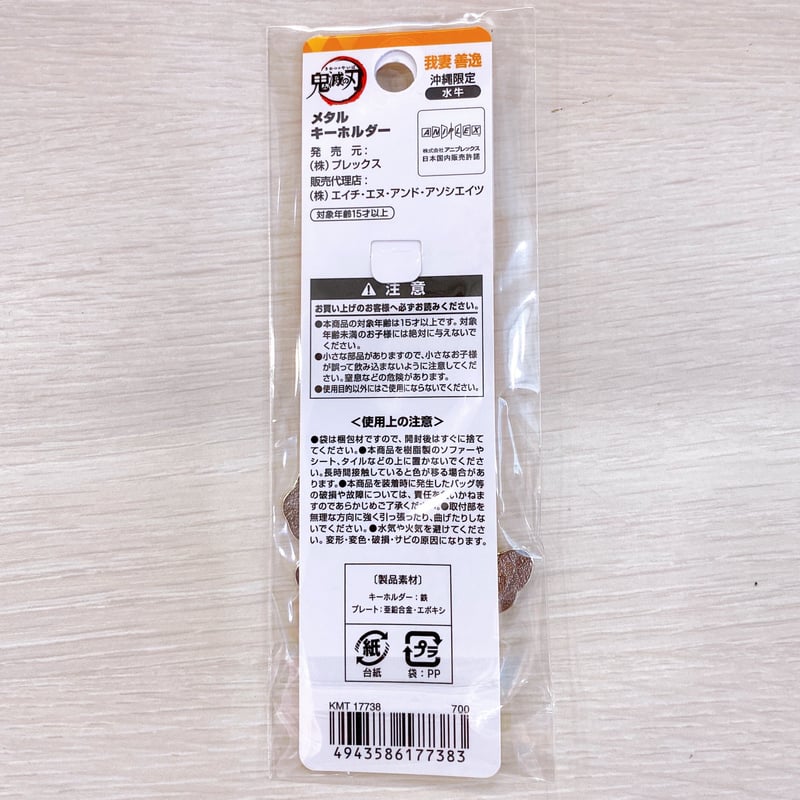 きめつのやいば
鬼滅の刃
我妻 善逸
沖縄限定
水牛
メタル
キーホルダー
発売元:
(株)プレックス
販売代理店:
(株)エイチ・エヌ・アンド・アソシエイツ
対象年齢15才以上
ANIPLEX
株式会社アニプレックス
日本国内販売許諾
注意
お買い上げのお客様へ必ずお読みください。
●本商品の対象年齢は15才以上です。対象
年齢未満のお子様には絶対に与えないで
ください。
●小さな部品がありますので、小さなお子様
が誤って飲み込まないように注意してくだ
さい。窒息などの危険があります。
●使用目的以外にはご使用にならないでください。
<使用上の注意>
●袋は梱包材ですので、開封後はすぐに捨て
てください。●本商品を樹脂製のソファーや
シート、タイルなどの上に置かないでくださ
い。長時間接触していると色が移る場合があ
ります。●本商品を装着時に発生したバッグ等
の破損や故障については、責任を負いかねま
すのであらかじめご了承ください。●取付部を
無理な方向に強く引っ張ったり、曲げたりしな
いでください。●水気や火気を避けてくださ
い。変形・変色・破損・サビの原因になります。
〔製品素材〕
キーホルダー:鉄
プレート:亜鉛合金・エポキシ
紙
台紙
プラ
袋:PP
KMT 17738
700
4943586177383